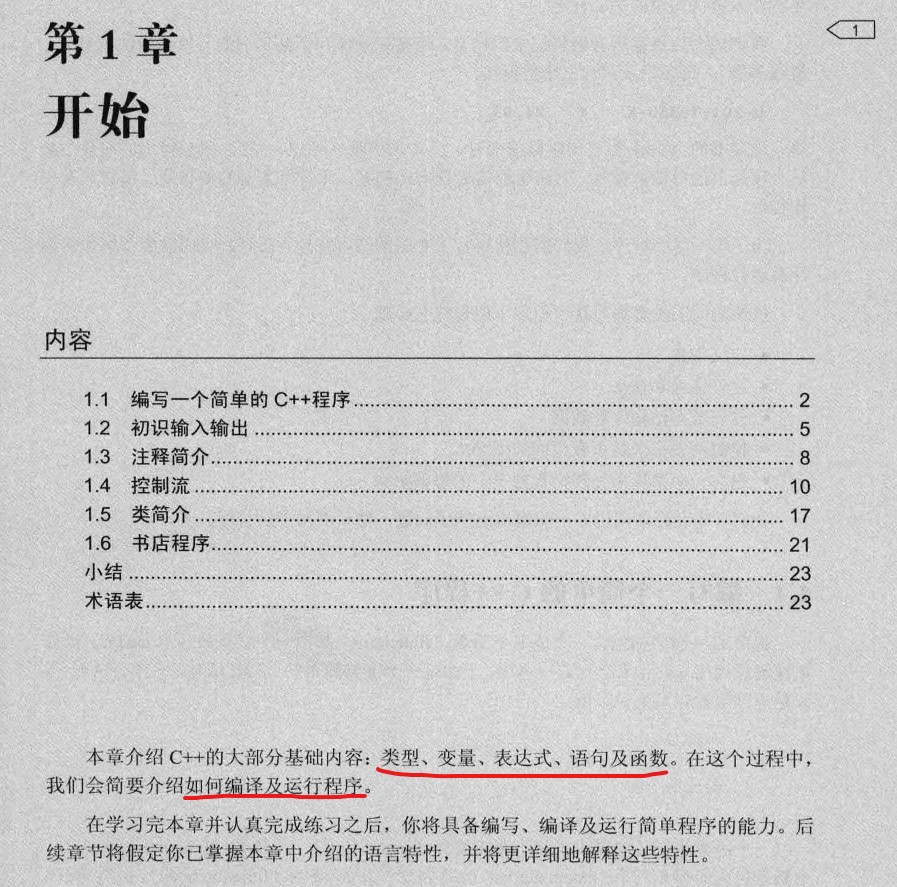 第1章
1
开始
内容
1.1 编写一个简单的 C++程序........2
1.2 初识输入输出........5
1.3 注释简介........8
1.4 控制流........10
1.5 类简介........17
1.6 书店程序........21
小结........23
术语表........23
本章介绍 C++的大部分基础内容：类型、变量、表达式、语句及函数。在这个过程中，
我们会简要介绍如何编译及运行程序。
在学习完本章并认真完成练习之后，你将具备编写、编译及运行简单程序的能力。后
续章节将假定你已掌握本章中介绍的语言特性，并将更详细地解释这些特性。